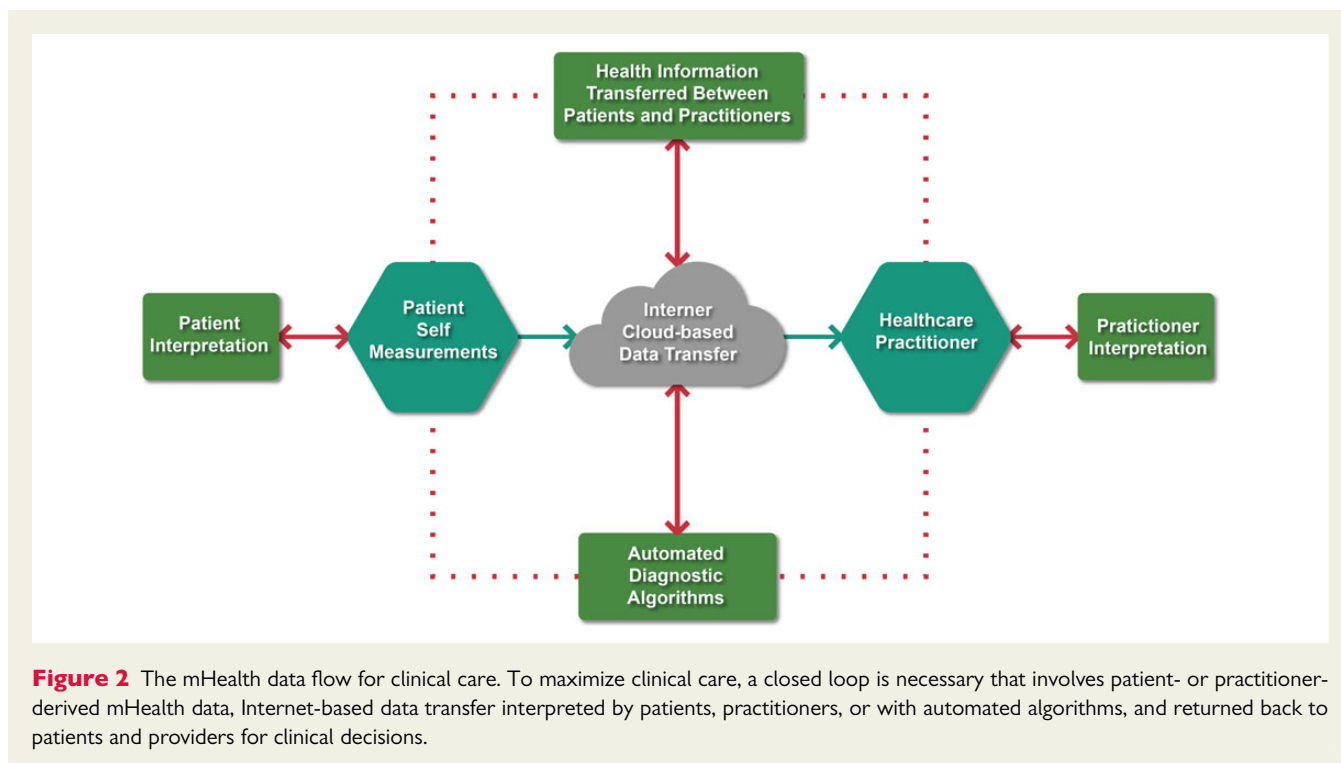 Health Information
Transferred Between
Patients and Practitioners
Patient
Interpretation
Patient
Self
Measurements
Interner
Cloud-based
Data Transfer
Healthcare
Practitioner
Pratictioner
Interpretation
Automated
Diagnostic
Algorithms
Figure 2 The mHealth data flow for clinical care. To maximize clinical care, a closed loop is necessary that involves patient- or practitioner-
derived mHealth data, Internet-based data transfer interpreted by patients, practitioners, or with automated algorithms, and returned back to
patients and providers for clinical decisions.